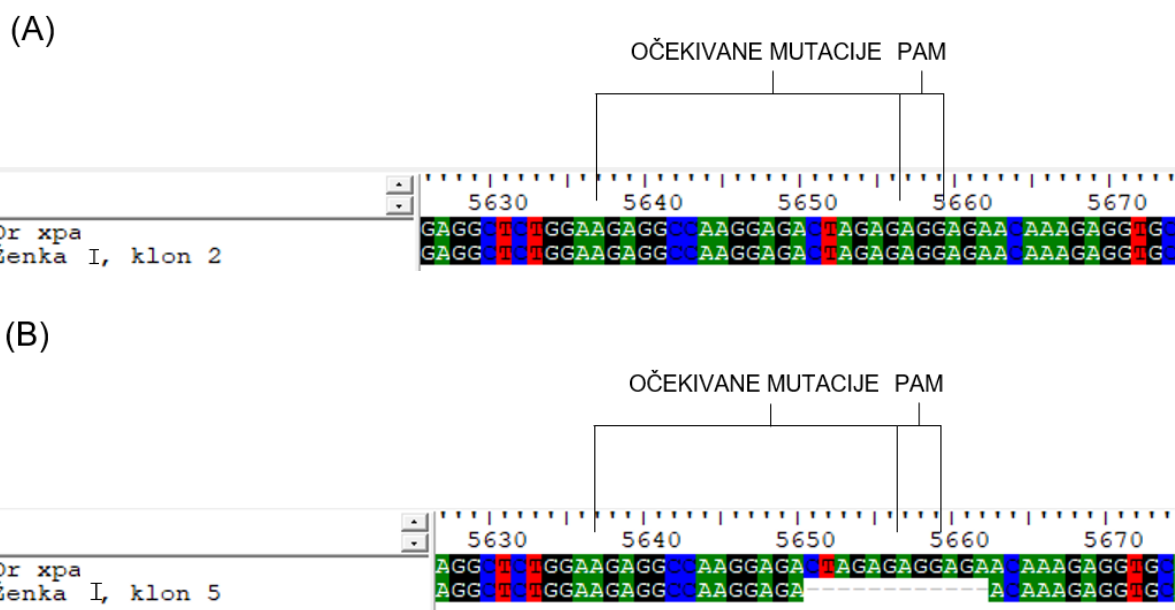 (A)
OČEKIVANE MUTACIJE PAM
5630 5640 5650 5660 5670
Dr xpa GAGGCTCTGGAAGAGGCCAAGGAGACTAGAGAGGAGAACAAAGAGGTGC
Ženka I, klon 2 GAGGCTCTGGAAGAGGCCAAGGAGACTAGAGAGGAGAACAAAGAGGTGC
(B)
OČEKIVANE MUTACIJE PAM
5630 5640 5650 5660 5670
Dr xpa AGGCTCTGGAAGAGGCCAAGGAGACTAGAGAGGAGAACAAAGAGGTGC
Ženka I, klon 5 AGGCTCTGGAAGAGGCCAAGGAGA------------ACAAAGAGGTGC